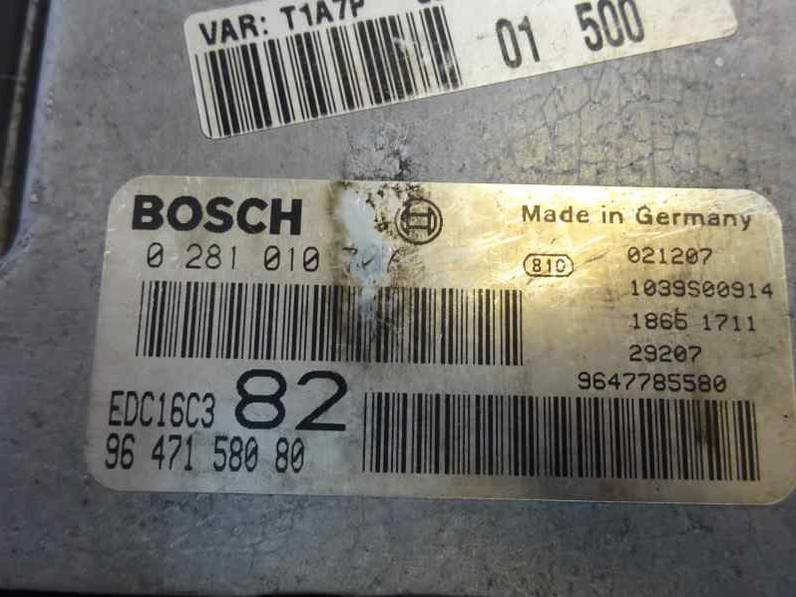 VAR: T1A7P
01 500
BOSCH
Made in Germany
0 281 010
810
021207
1039S00914
1865 1711
29207
9647785580
EDC16C3 82
96 471 580 80